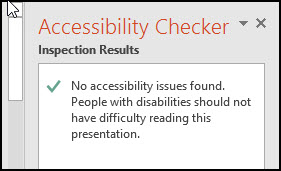 Accessibility Checker
Inspection Results
No accessibility issues found.
People with disabilities should not
have difficulty reading this
presentation.